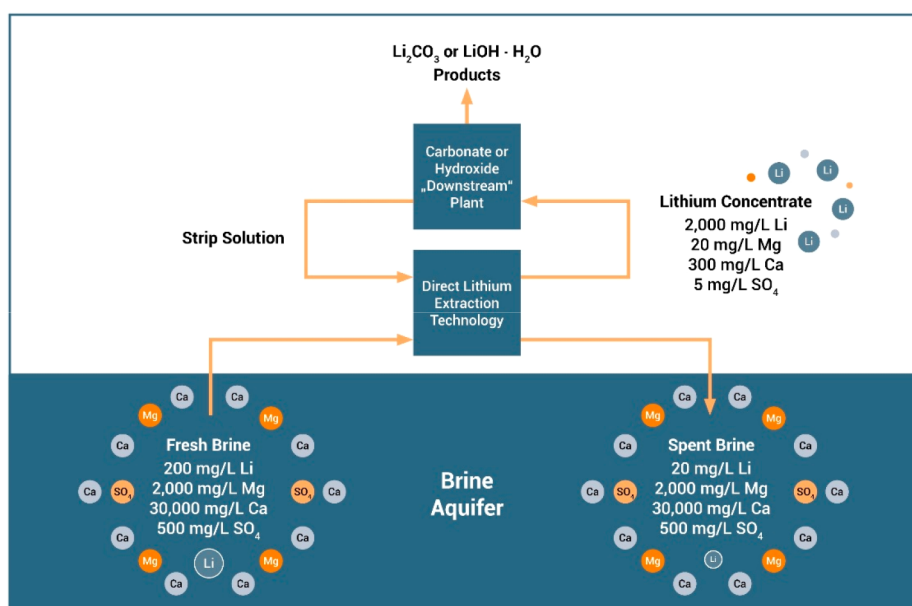 Li₂CO₃ or LiOH · H₂O
Products
Carbonate or
Hydroxide
„Downstream“
Plant
Strip Solution
Direct Lithium
Extraction
Technology
Li
Li
Li
Li
Lithium Concentrate
2,000 mg/L Li
20 mg/L Mg
300 mg/L Ca
5 mg/L SO₄
Ca
Ca
Mg
Mg
Ca
Ca
Ca
SO₄
SO₄
Ca
Ca
Ca
Mg
Mg
Ca
Ca
Fresh Brine
200 mg/L Li
2,000 mg/L Mg
30,000 mg/L Ca
500 mg/L SO₄
Li
Brine
Aquifer
Ca
Ca
Mg
Mg
Ca
Ca
Ca
SO₄
SO₄
Ca
Ca
Ca
Mg
Mg
Ca
Ca
Spent Brine
20 mg/L Li
2,000 mg/L Mg
30,000 mg/L Ca
500 mg/L SO₄
Li